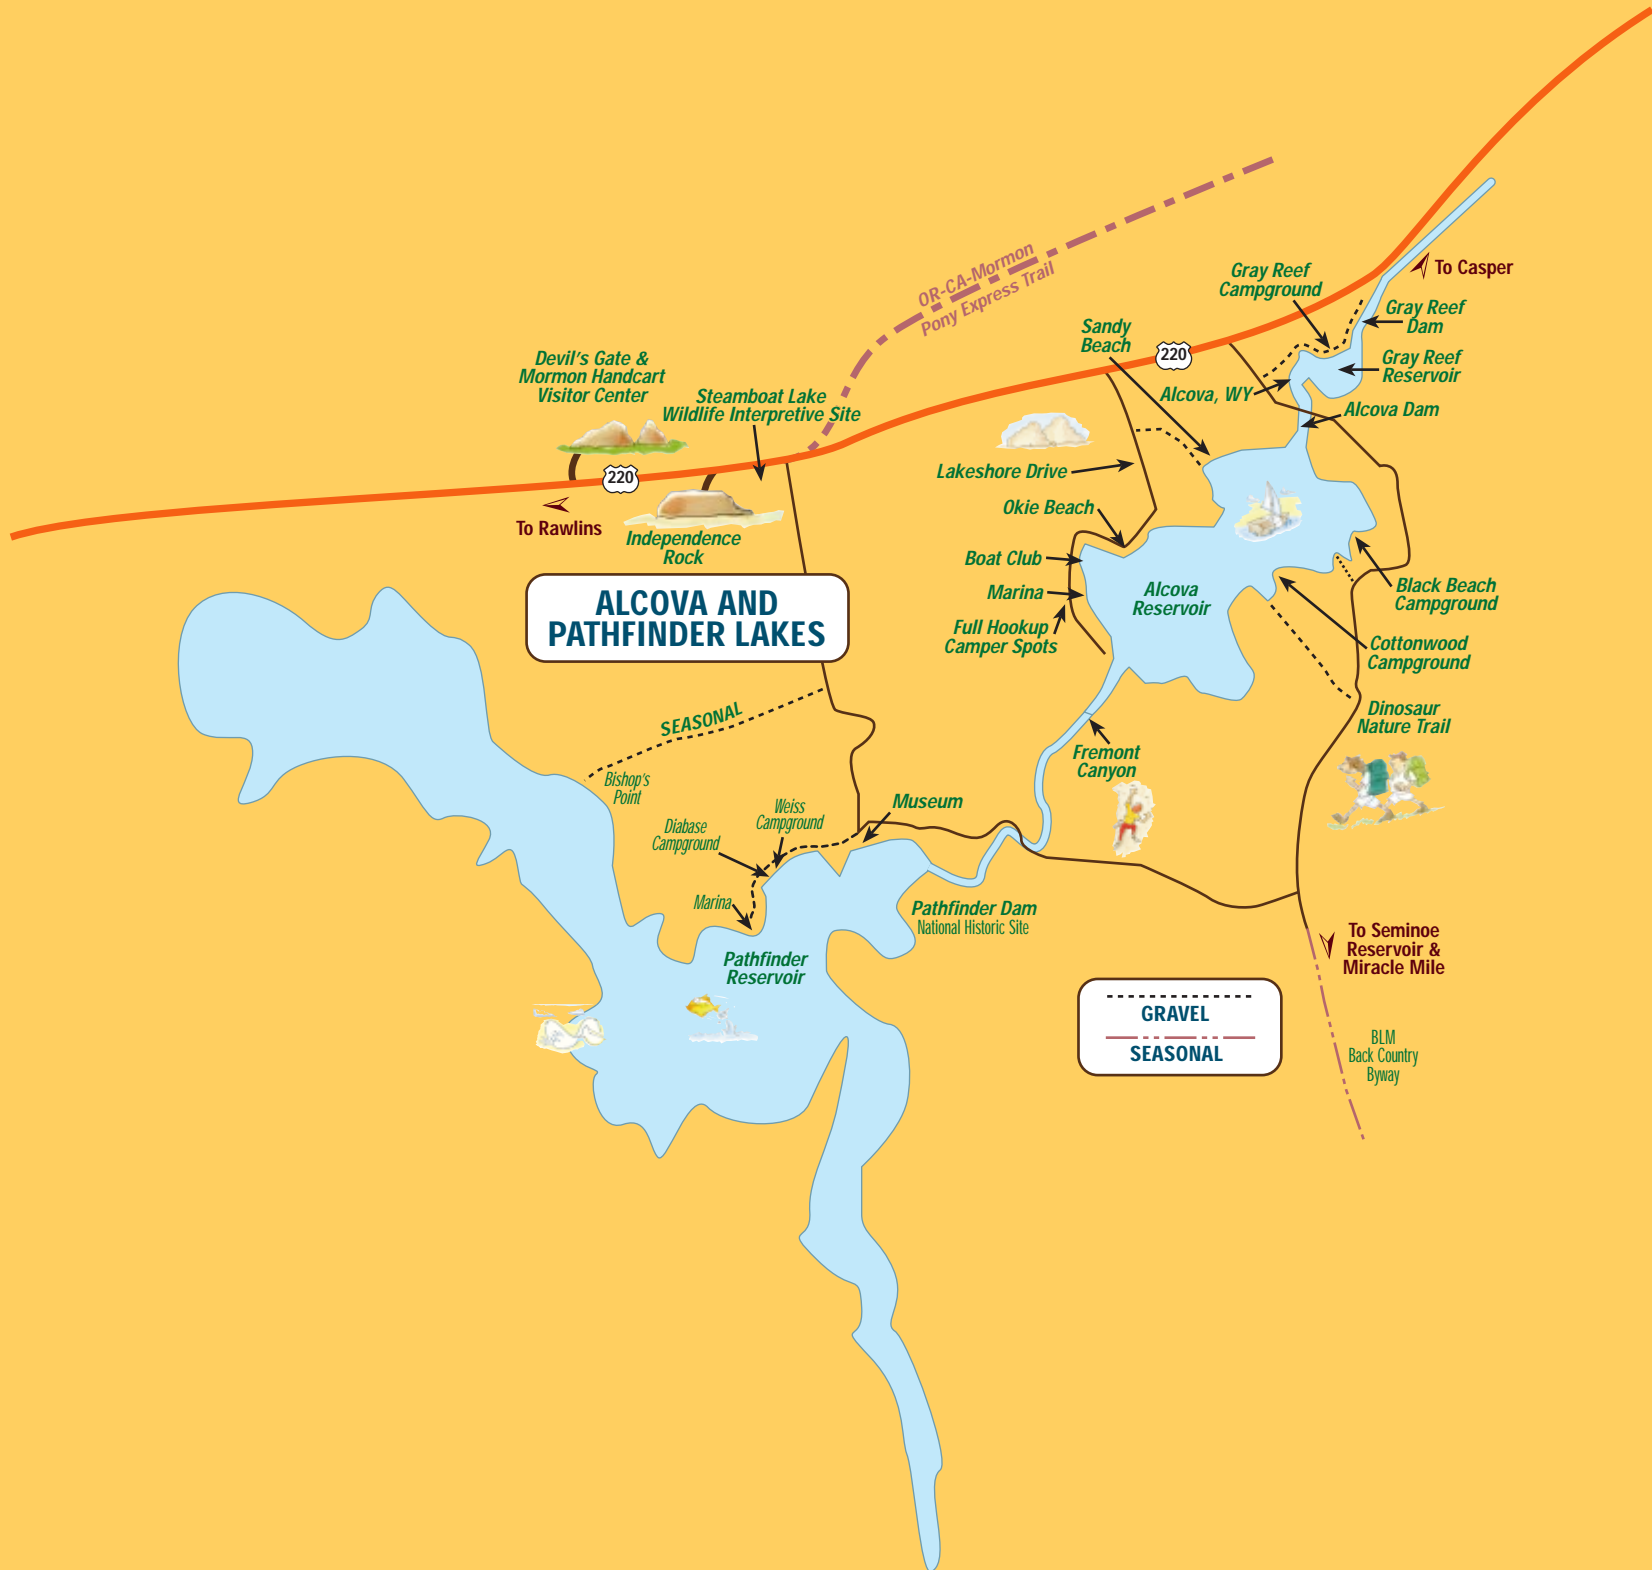 OR-CA-Mormon
Pony Express Trail
To Casper
Gray Reef
Campground
Gray Reef
Dam
Sandy
Beach
220
Gray Reef
Reservoir
Alcova, WY
Alcova Dam
Devil's Gate &
Mormon Handcart
Visitor Center
Steamboat Lake
Wildlife Interpretive Site
220
To Rawlins
Independence
Rock
Lakeshore Drive
Okie Beach
Boat Club
Marina
Full Hookup
Camper Spots
Alcova
Reservoir
Black Beach
Campground
Cottonwood
Campground
Dinosaur
Nature Trail
ALCOVA AND
PATHFINDER LAKES
SEASONAL
Bishop's
Point
Fremont
Canyon
Museum
Weiss
Campground
Diabase
Campground
Marina
Pathfinder Dam
National Historic Site
Pathfinder
Reservoir
To Seminoe
Reservoir &
Miracle Mile
GRAVEL
SEASONAL
BLM
Back Country
Byway